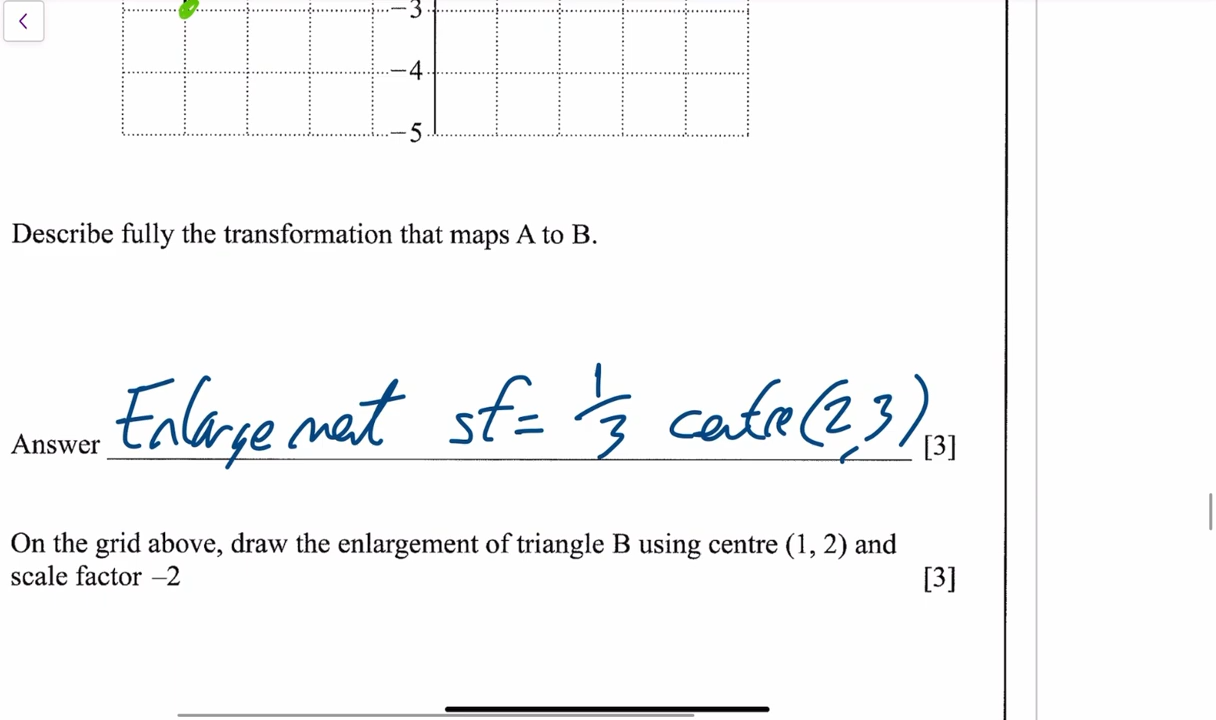 −3
−4
−5
Describe fully the transformation that maps A to B.
Answer Enlargement sf = 1/3 centre (2,3) [3]
On the grid above, draw the enlargement of triangle B using centre (1, 2) and
scale factor −2 [3]